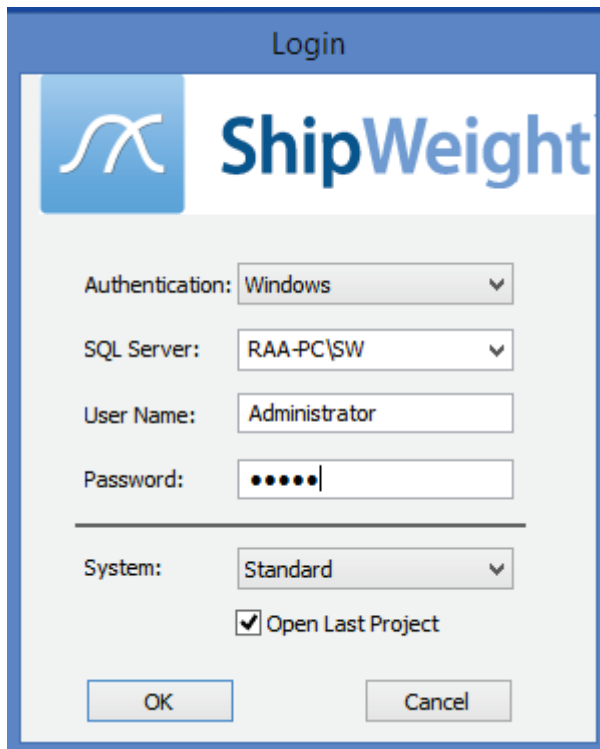 Login
ShipWeight
Authentication: Windows
SQL Server: RAA-PC\SW
User Name: Administrator
Password: •••••
System: Standard
Open Last Project
OK Cancel